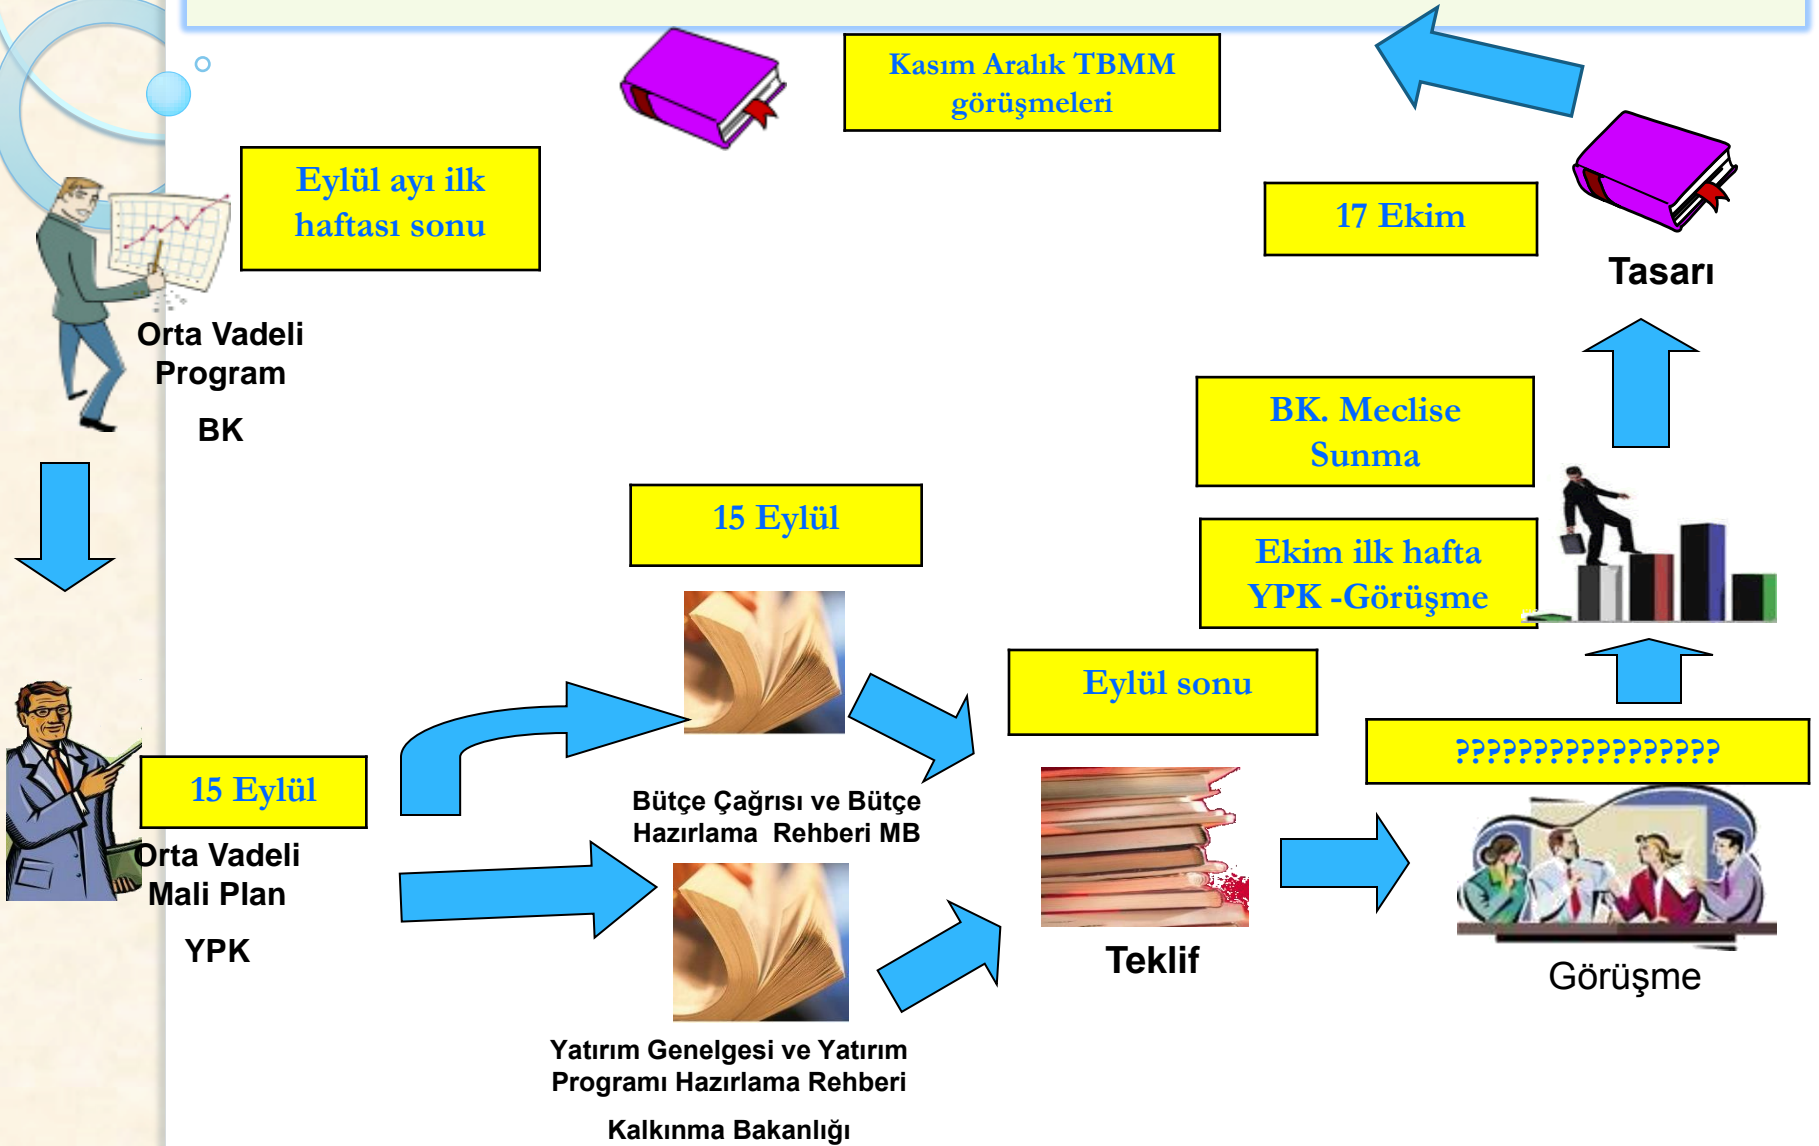 Kasım Aralık TBMM
görüşmeleri
Eylül ayı ilk
haftası sonu
17 Ekim
Tasarı
Orta Vadeli
Program
BK
BK. Meclise
Sunma
15 Eylül
Ekim ilk hafta
YPK -Görüşme
Eylül sonu
?????????????????
15 Eylül
Bütçe Çağrısı ve Bütçe
Hazırlama  Rehberi MB
Orta Vadeli
Mali Plan
YPK
Teklif
Görüşme
Yatırım Genelgesi ve Yatırım
Programı Hazırlama Rehberi
Kalkınma Bakanlığı